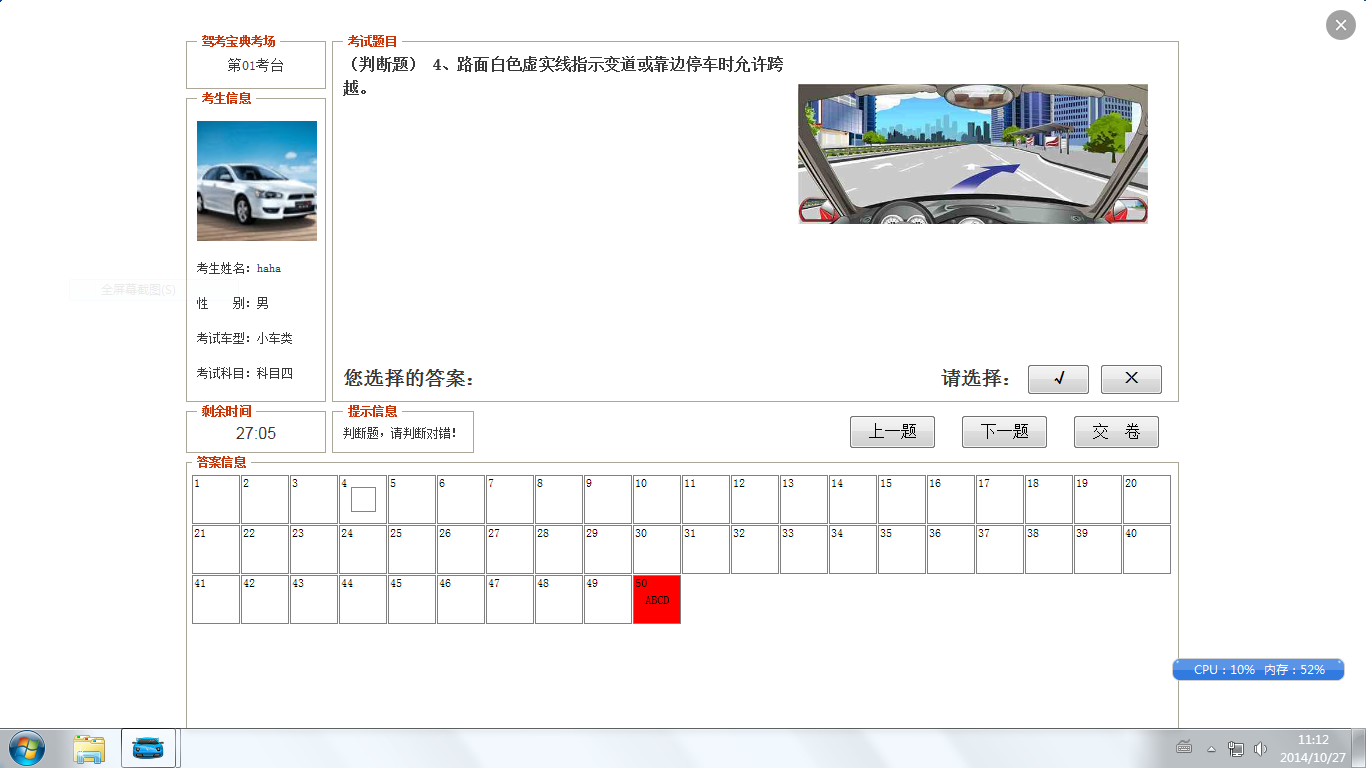 驾考宝典考场
第01考台
考试题目
(判断题) 4、路面白色虚实线指示变道或靠边停车时允许跨
越。
考生信息
考生姓名：haha
性 别：男
考试车型：小车类
考试科目：科目四
全屏幕截图(S)
您选择的答案：
请选择：
√
×
剩余时间
27:05
提示信息
判断题，请判断对错！
上一题
下一题
交 卷
答案信息
1 2 3 4 5 6 7 8 9 10 11 12 13 14 15 16 17 18 19 20
21 22 23 24 25 26 27 28 29 30 31 32 33 34 35 36 37 38 39 40
41 42 43 44 45 46 47 48 49 50
ABCD
CPU：10% 内存：52%
11:12
2014/10/27